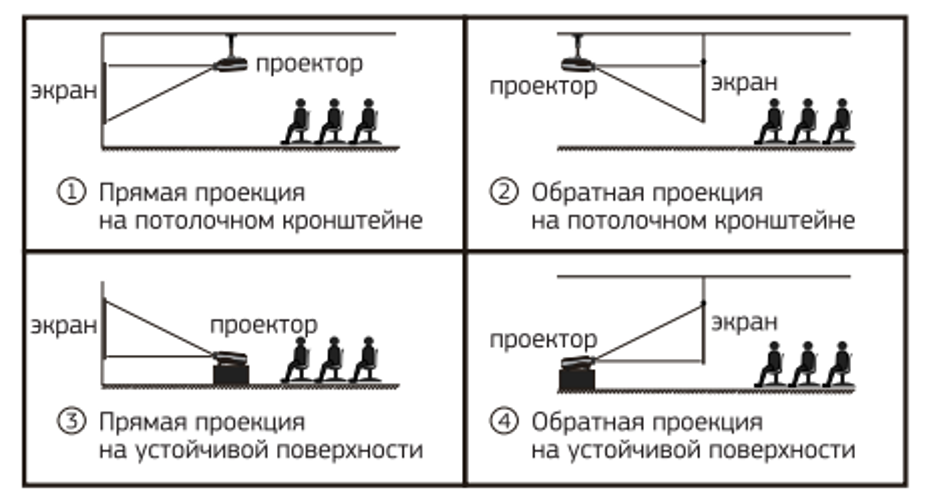 проектор
экран
① Прямая проекция
на потолочном кронштейне
проектор
экран
② Обратная проекция
на потолочном кронштейне
экран
проектор
③ Прямая проекция
на устойчивой поверхности
экран
проектор
④ Обратная проекция
на устойчивой поверхности